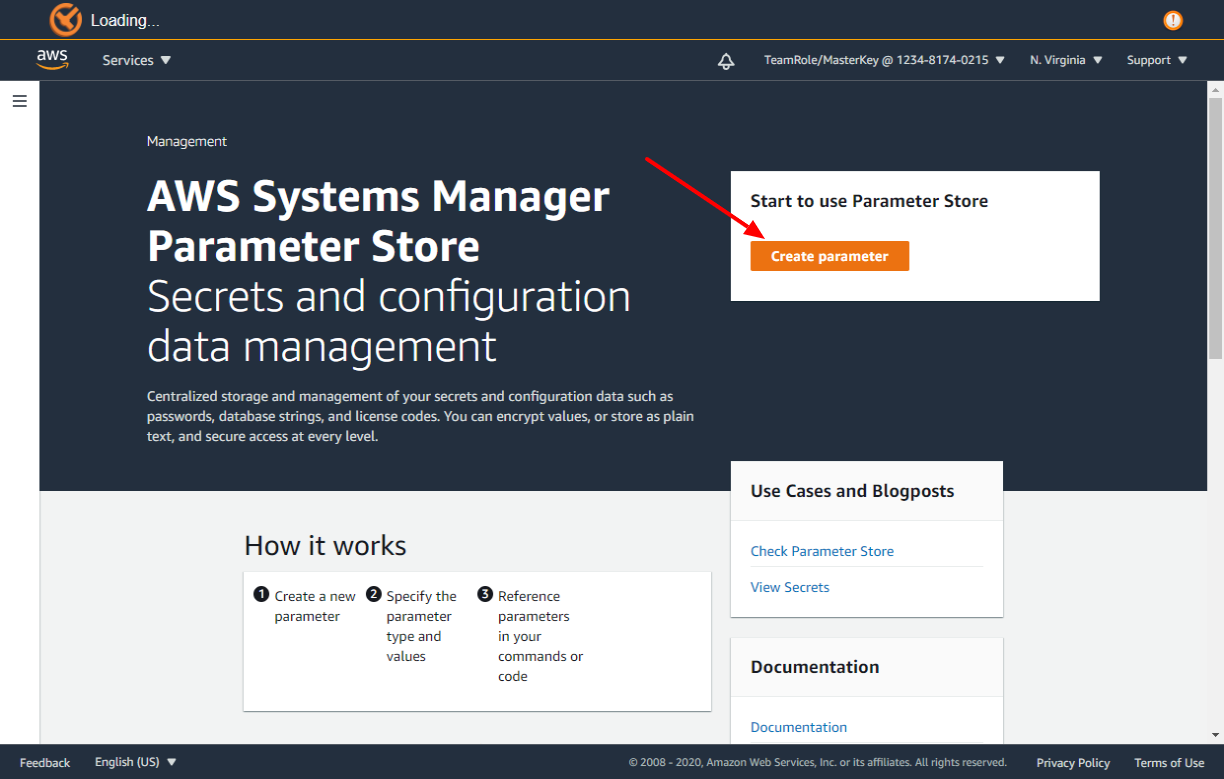 Loading...
aws
Services
TeamRole/MasterKey @ 1234-8174-0215
N. Virginia
Support
Management
AWS Systems Manager
Parameter Store
Secrets and configuration
data management
Centralized storage and management of your secrets and configuration data such as
passwords, database strings, and license codes. You can encrypt values, or store as plain
text, and secure access at every level.
Start to use Parameter Store
Create parameter
How it works
1 Create a new
parameter
2 Specify the
parameter
type and
values
3 Reference
parameters
in your
commands or
code
Use Cases and Blogposts
Check Parameter Store
View Secrets
Documentation
Documentation
Feedback
English (US)
© 2008 - 2020, Amazon Web Services, Inc. or its affiliates. All rights reserved.
Privacy Policy
Terms of Use